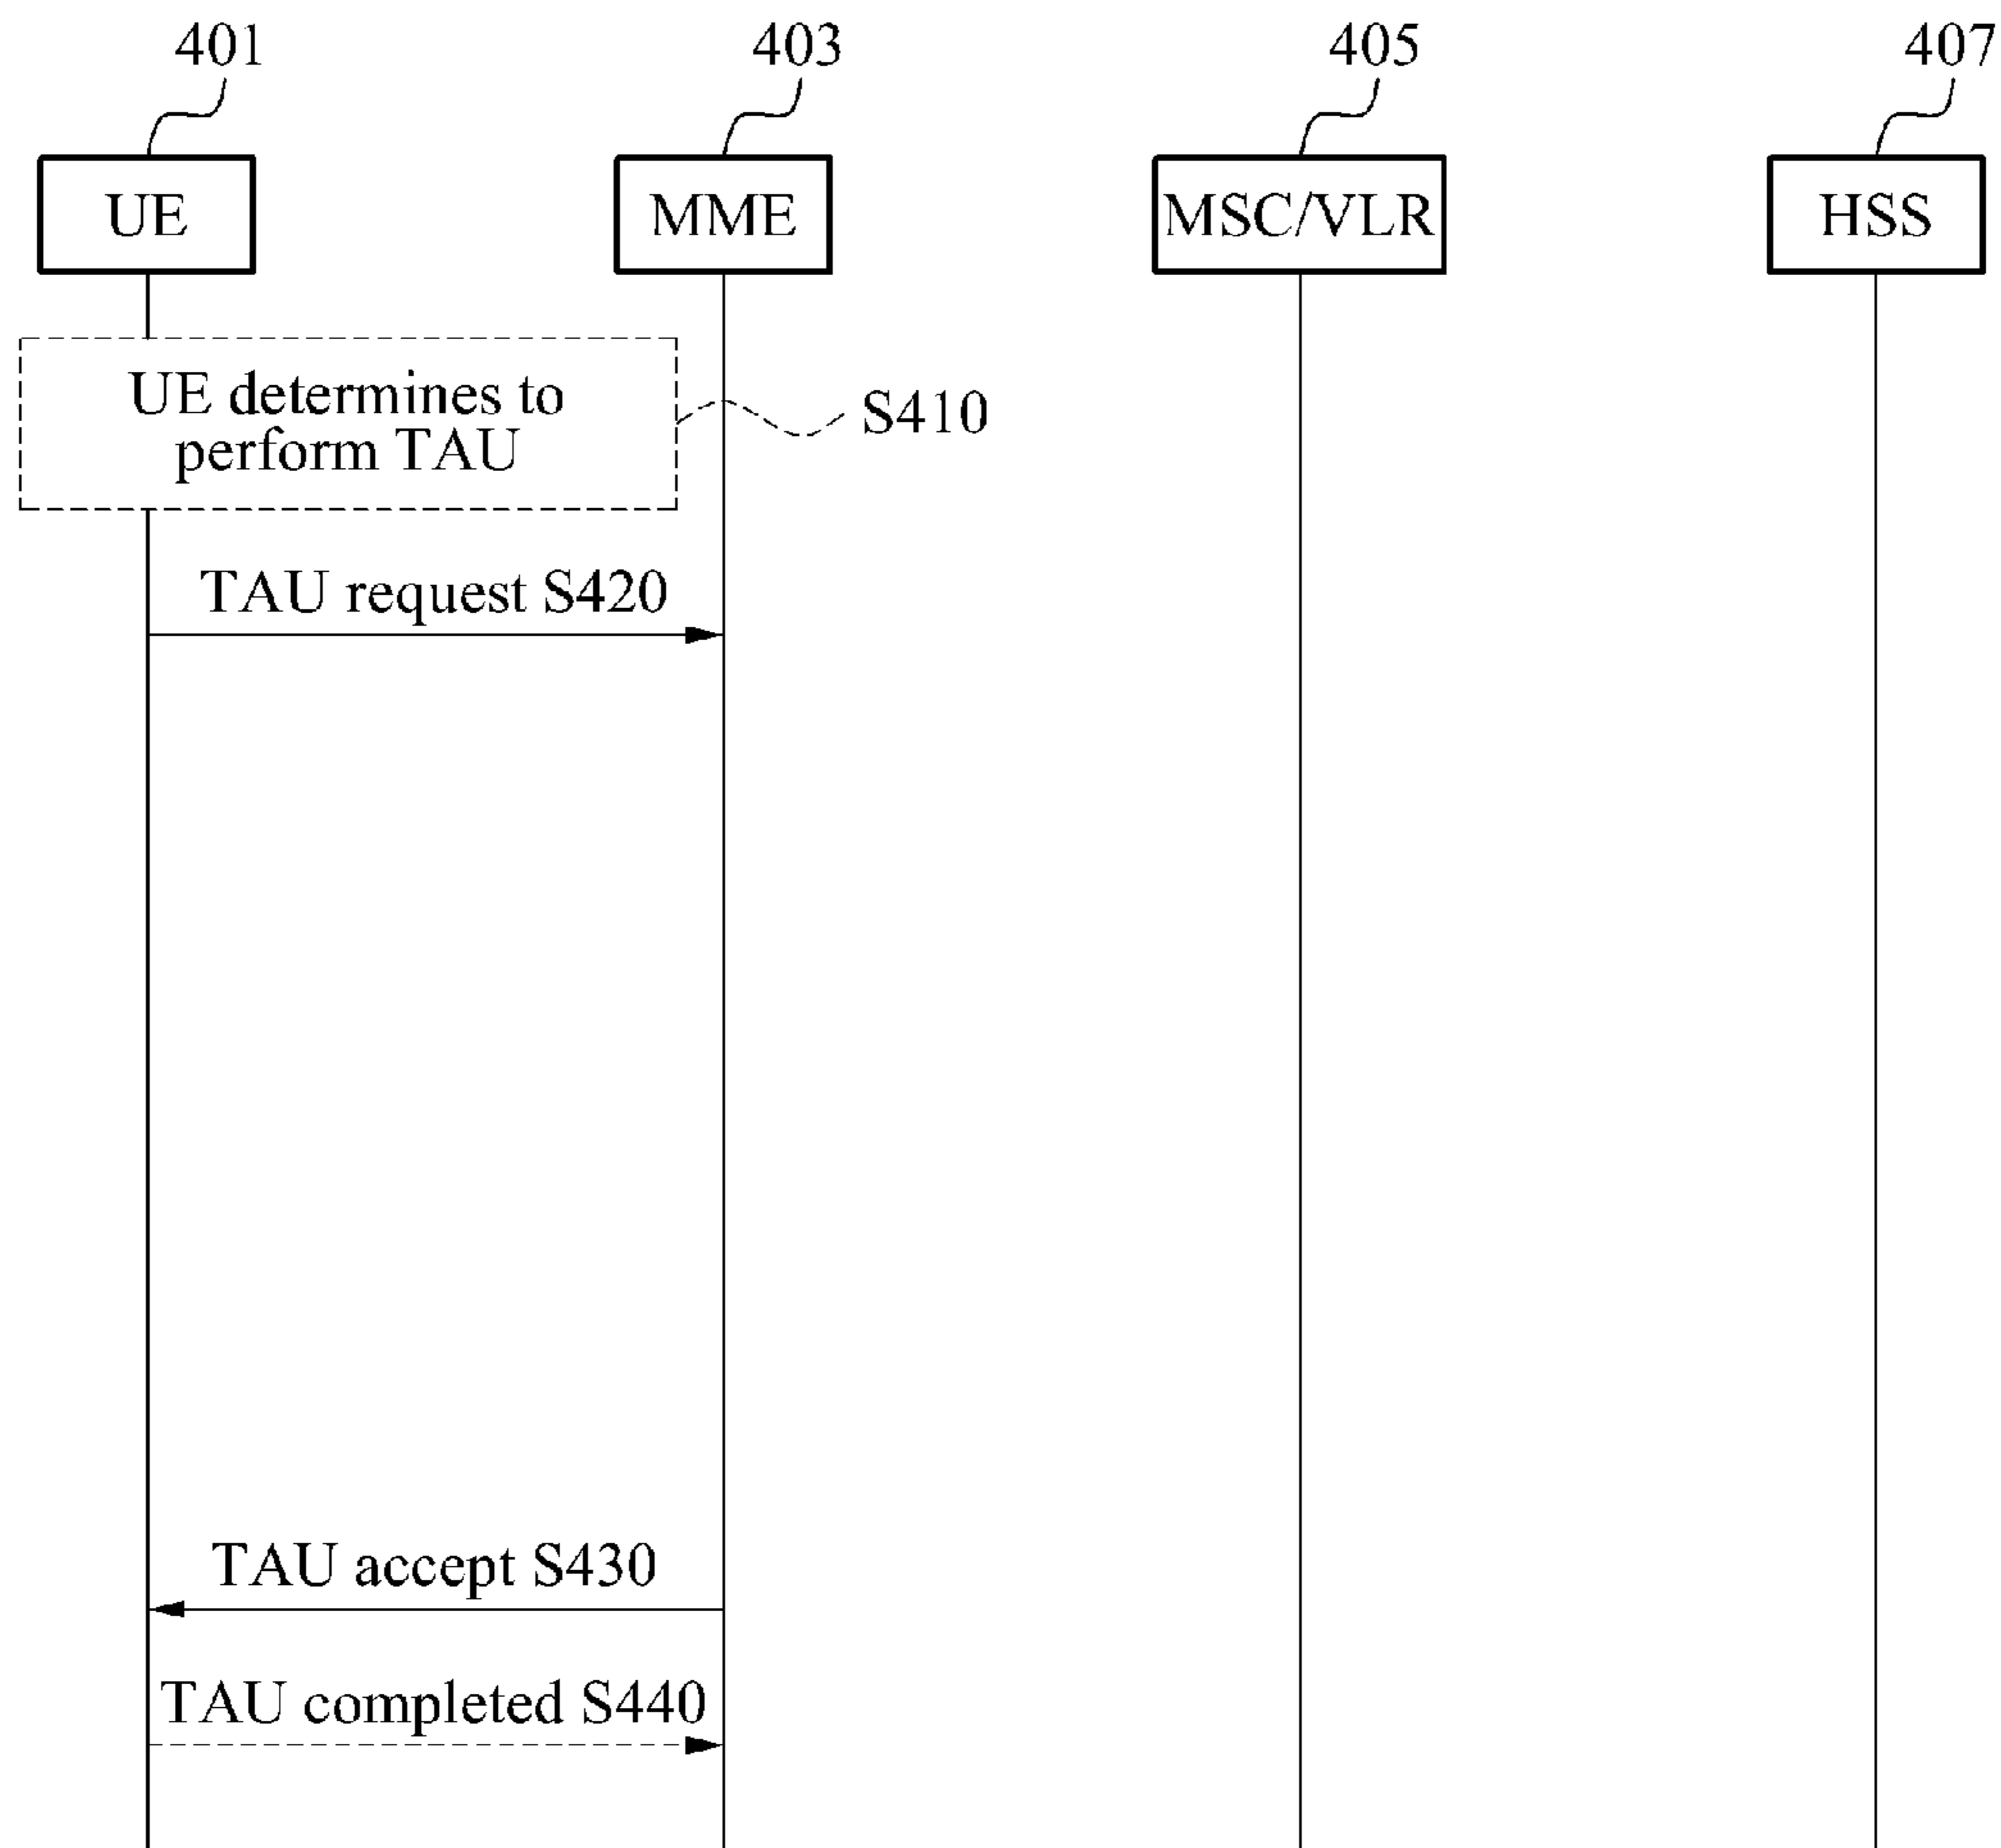 401
403
405
407
UE
MME
MSC/VLR
HSS
UE determines to
perform TAU
S410
TAU request S420
TAU accept S430
TAU completed S440